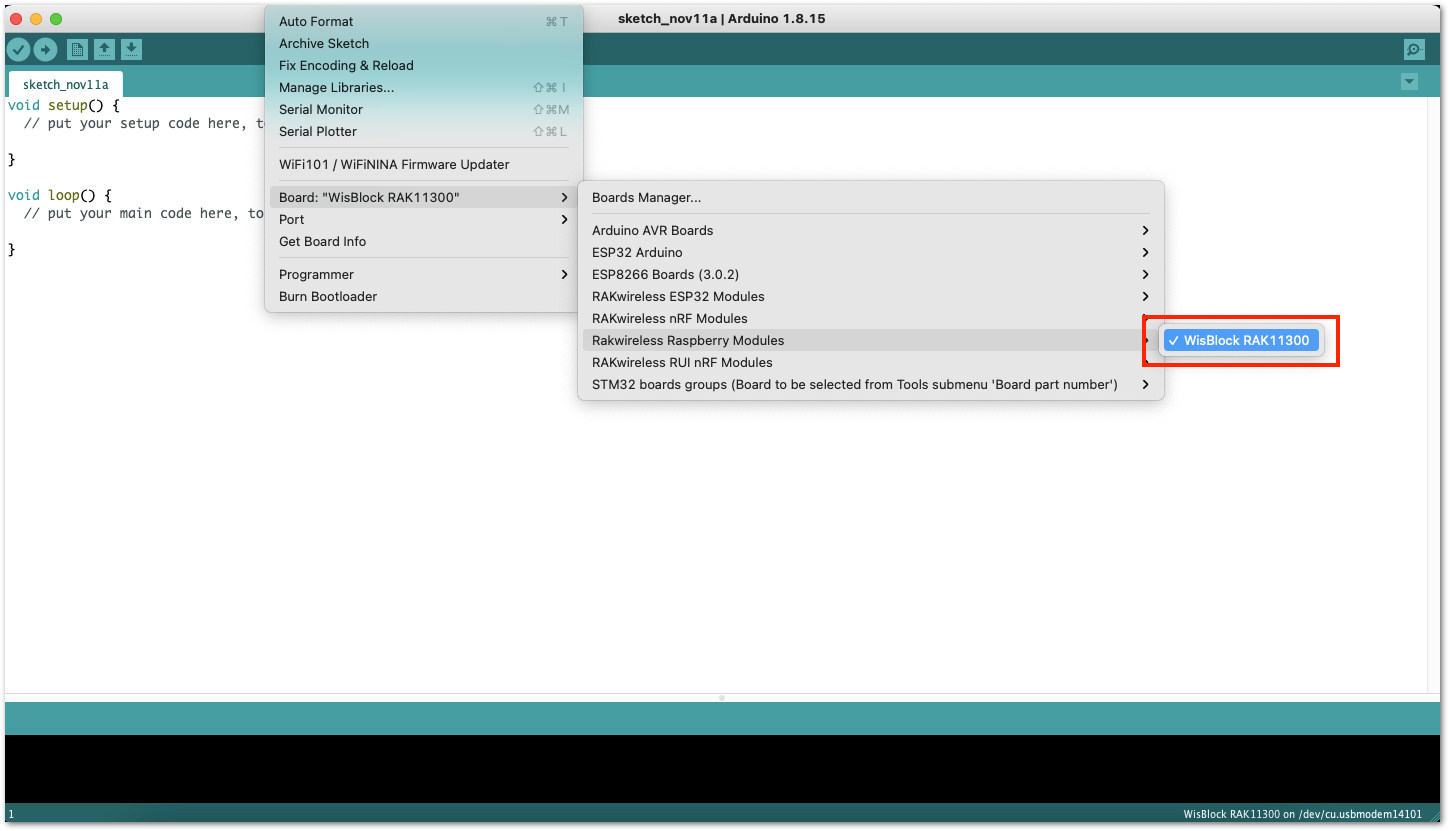 sketch_nov11a | Arduino 1.8.15
sketch_nov11a
void setup() {
// put your setup code here, t
}
void loop() {
// put your main code here, to
}
Auto Format ⌘T
Archive Sketch
Fix Encoding & Reload
Manage Libraries... ⇧⌘I
Serial Monitor ⇧⌘M
Serial Plotter ⇧⌘L
WiFi101 / WiFiNINA Firmware Updater
Board: "WisBlock RAK11300"
Port
Get Board Info
Programmer
Burn Bootloader
Boards Manager...
Arduino AVR Boards
ESP32 Arduino
ESP8266 Boards (3.0.2)
RAKwireless ESP32 Modules
RAKwireless nRF Modules
Rakwireless Raspberry Modules
RAKwireless RUI nRF Modules
STM32 boards groups (Board to be selected from Tools submenu 'Board part number')
✓ WisBlock RAK11300
1
WisBlock RAK11300 on /dev/cu.usbmodem14101